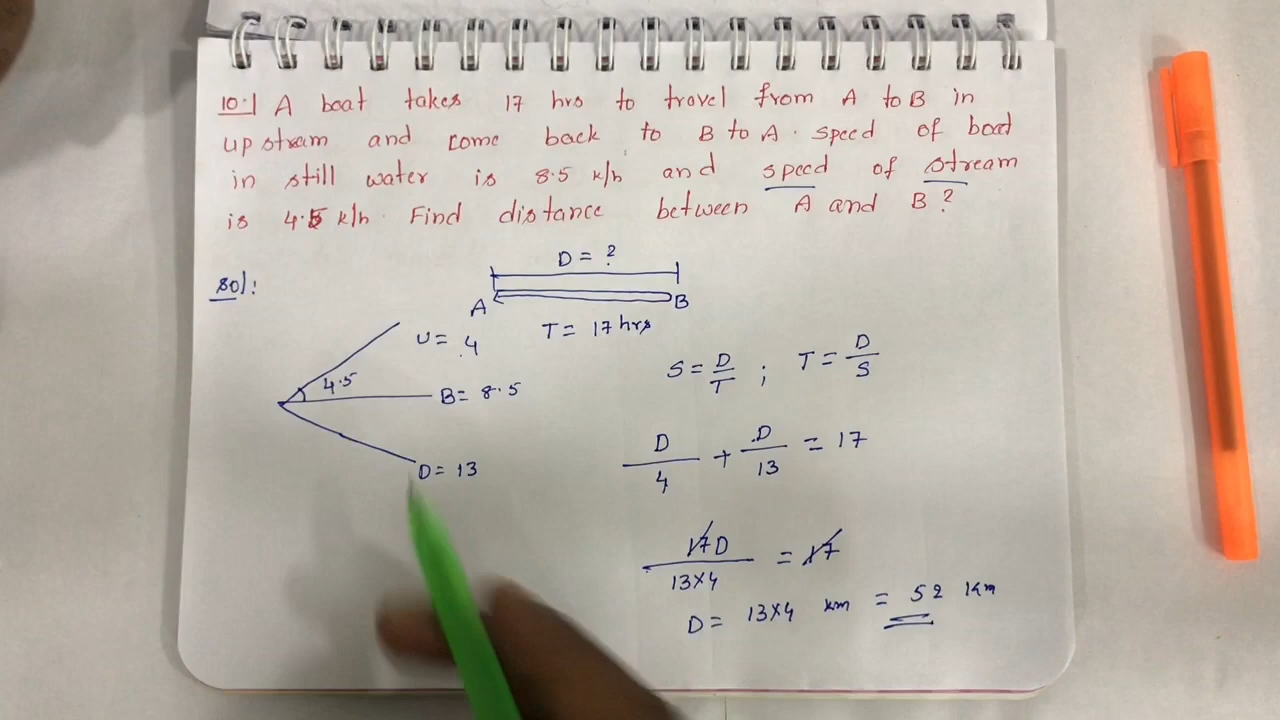 10.) A boat takes 17 hrs to travel from A to B in
upstream and come back to B to A. speed of boat
in still water is 8.5 k/h and speed of stream
is 4.5 k/h. Find distance between A and B?
Sol:
D = ?
A B
T = 17 hrs
U = 4
4.5
B = 8.5
D = 13
S = D/T ; T = D/S
D/4 + D/13 = 17
17D/13×4 = 17
D = 13×4 km = 52 km